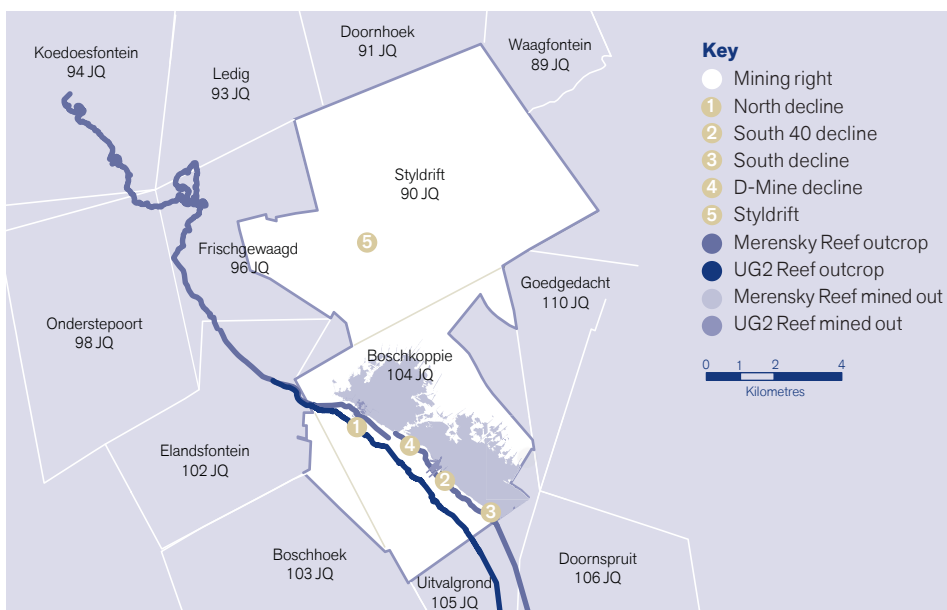 Koedoesfontein
94 JQ
Ledig
93 JQ
Doornhoek
91 JQ
Waagfontein
89 JQ
Styldrift
90 JQ
5
Frischgewaagd
96 JQ
Goedgedacht
110 JQ
Onderstepoort
98 JQ
Boschkoppie
104 JQ
1
4
2
3
Elandsfontein
102 JQ
Boschhoek
103 JQ
Uitvalgrond
105 JQ
Doornspruit
106 JQ
Key
Mining right
1 North decline
2 South 40 decline
3 South decline
4 D-Mine decline
5 Styldrift
Merensky Reef outcrop
UG2 Reef outcrop
Merensky Reef mined out
UG2 Reef mined out
0 1 2 4
Kilometres